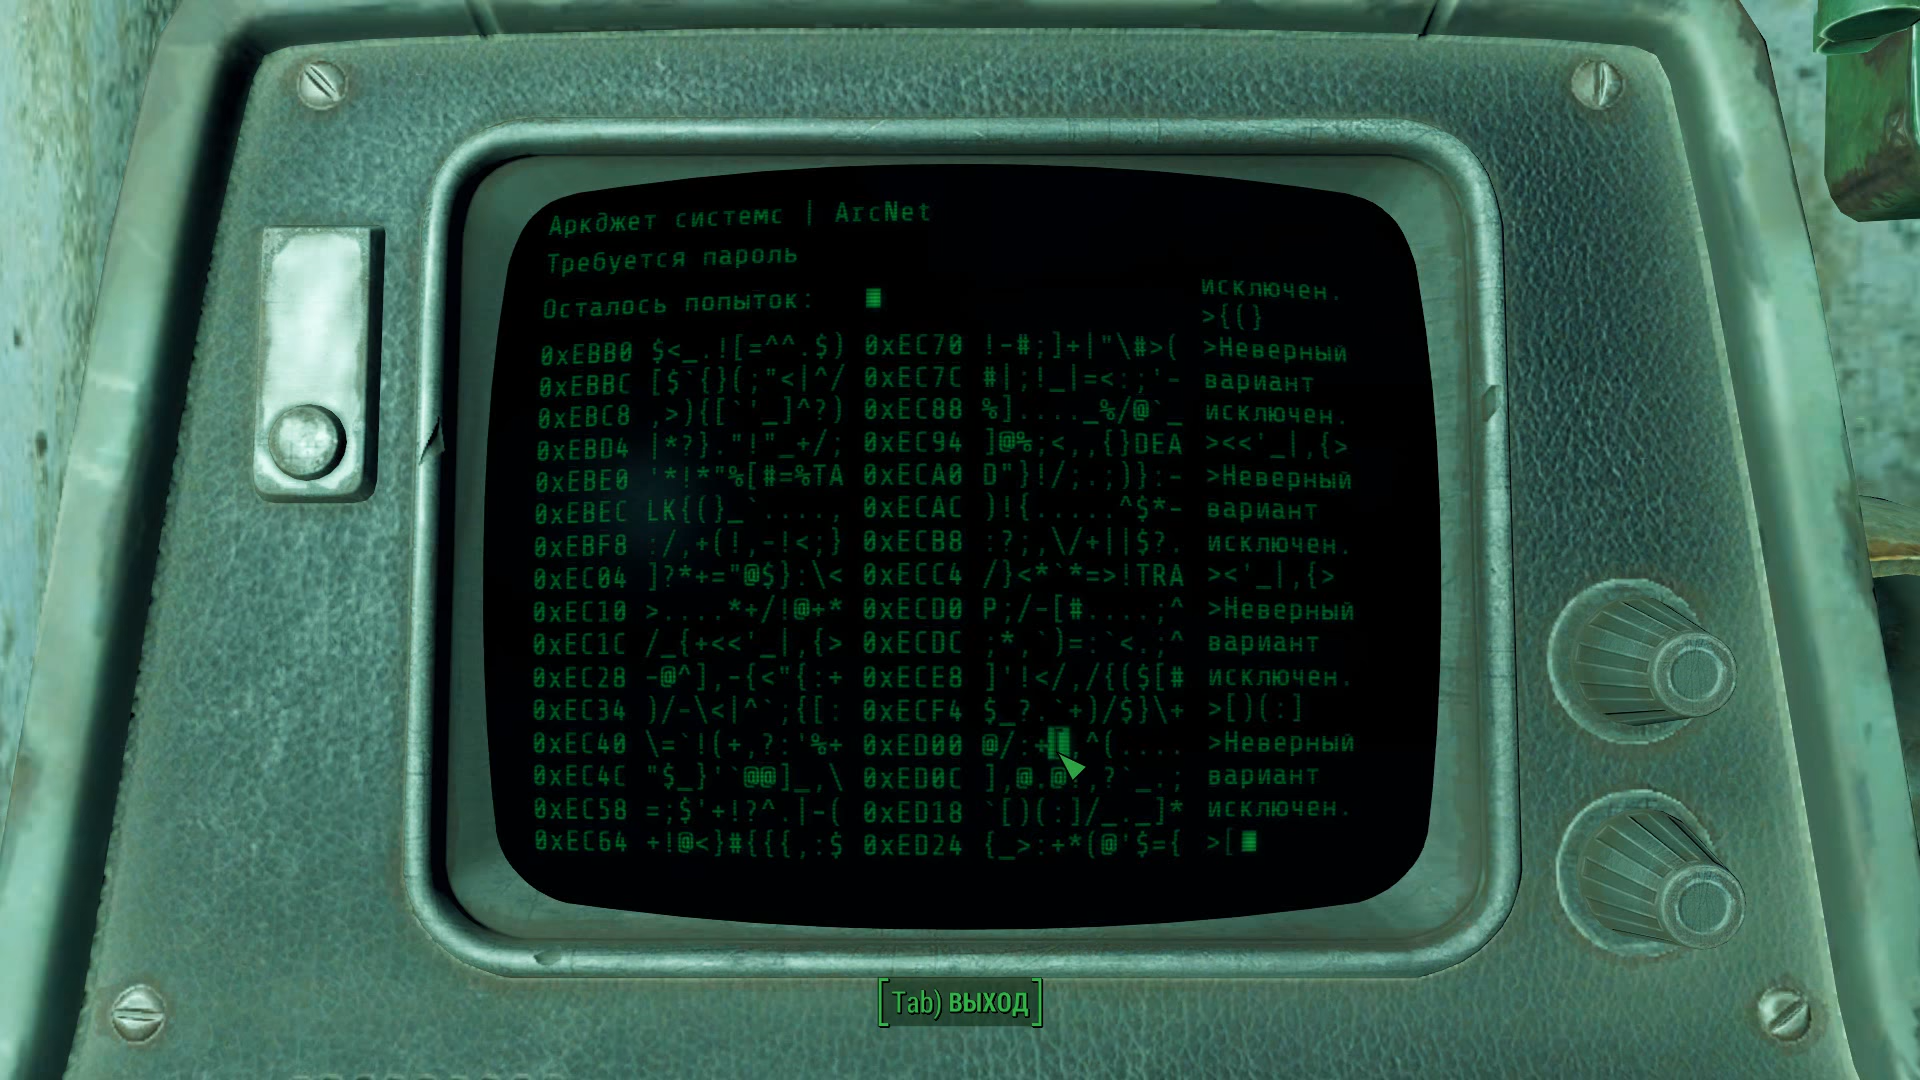 Аркджет системс | ArcNet
Требуется пароль
Осталось попыток:
0xEBB0 $<_.![=^^.$) 0xEC70 !-#;]+|"\#>(
0xEBBC [$`{}(;"<|^/ 0xEC7C #|;!_|=<:;'-
0xEBC8 ,>){[`'_]^?) 0xEC88 %]....._%/@`_
0xEBD4 |*?}."!"_+/; 0xEC94 ]@%;<,,{}DEA
0xEBE0 '*!*"%[#=%TA 0xECA0 D"}!/;.;)}:-
0xEBEC LK{(}_`...., 0xECAC )!{.....^$*-
0xEBF8 :/,+(!,-!<;} 0xECB8 :?;,\/+||$?.
0xEC04 ]?*+="@$}:\< 0xECC4 /}<*`*=>!TRA
0xEC10 >....*+/!@+* 0xECD0 P;/-[#....;^
0xEC1C /_{+<<'_|,{> 0xECDC ;*,`)=:`<.;^
0xEC28 -@^],-{<"{:+ 0xECE8 ]'!</,/{($[#
0xEC34 )/-\<|^`;{[: 0xECF4 $_?.`+)/$}\+
0xEC40 \=`!(+,?:'%+ 0xED00 @/:+[,^(....
0xEC4C "$_}'`@@]_,\ 0xED0C ],@.@:,?`_.;
0xEC58 =;$'+!?^.|-( 0xED18 `[)(:]/_._]*
0xEC64 +!@<}#{{{,:$ 0xED24 {_>:+*(@'$={
исключен.
>{(}
>Неверный
вариант
исключен.
><<'_|,{>
>Неверный
вариант
исключен.
><'_|,{>
>Неверный
вариант
исключен.
>[)(:]
>Неверный
вариант
исключен.
>[
Tab) ВЫХОД